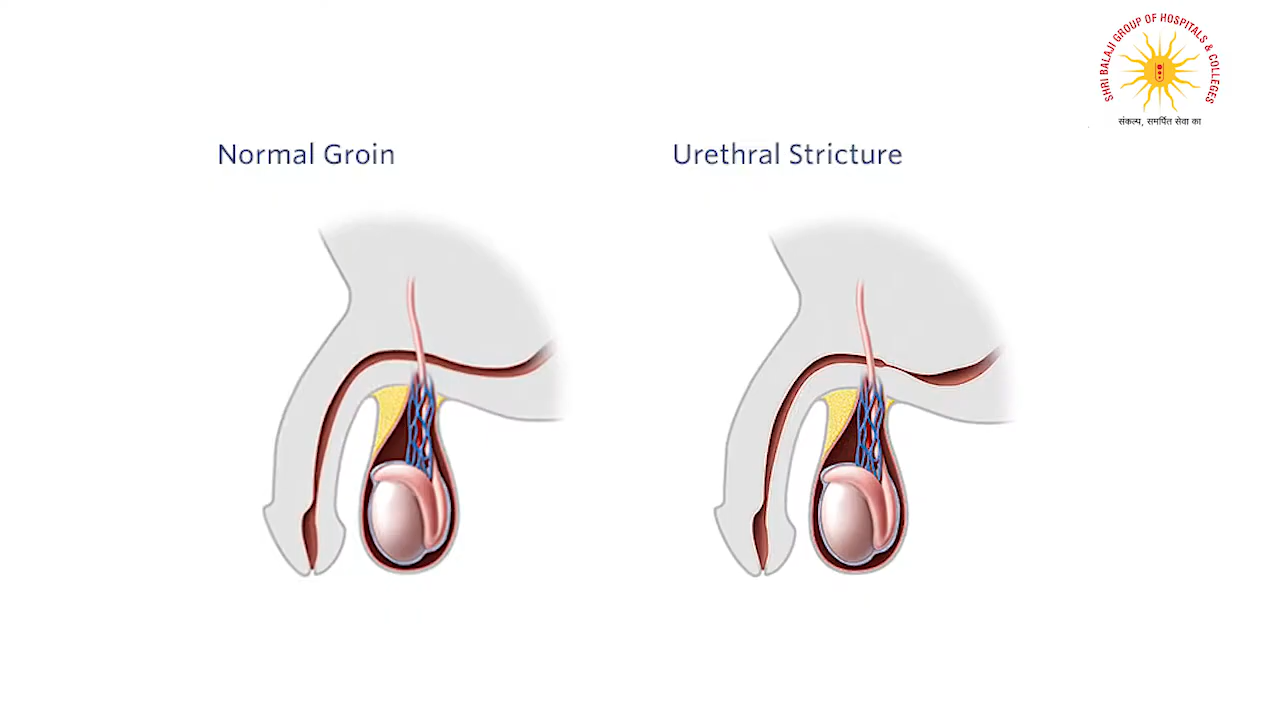 SHRI BALAJI GROUP OF HOSPITALS & COLLEGES
संकल्प, समर्पित सेवा का
Normal Groin
Urethral Stricture